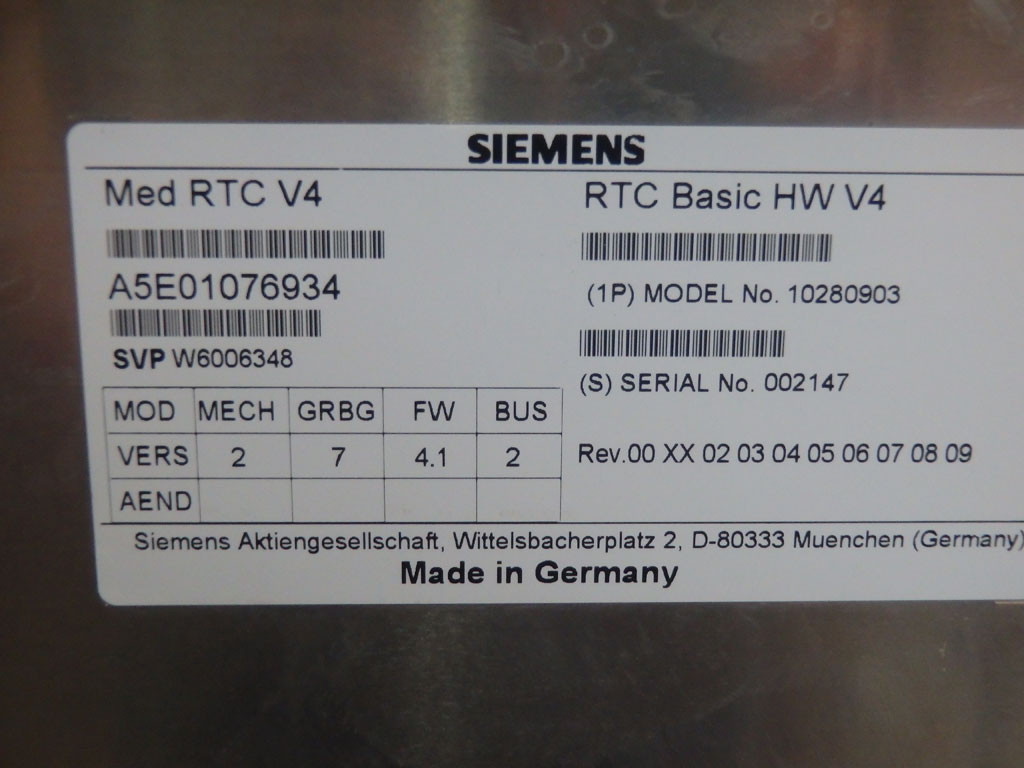 SIEMENS
Med RTC V4
A5E01076934
SVP W6006348
RTC Basic HW V4
(1P) MODEL No. 10280903
(S) SERIAL No. 002147
Rev.00 XX 02 03 04 05 06 07 08 09
MOD MECH GRBG FW BUS
VERS 2 7 4.1 2
AEND
Siemens Aktiengesellschaft, Wittelsbacherplatz 2, D-80333 Muenchen (Germany)
Made in Germany